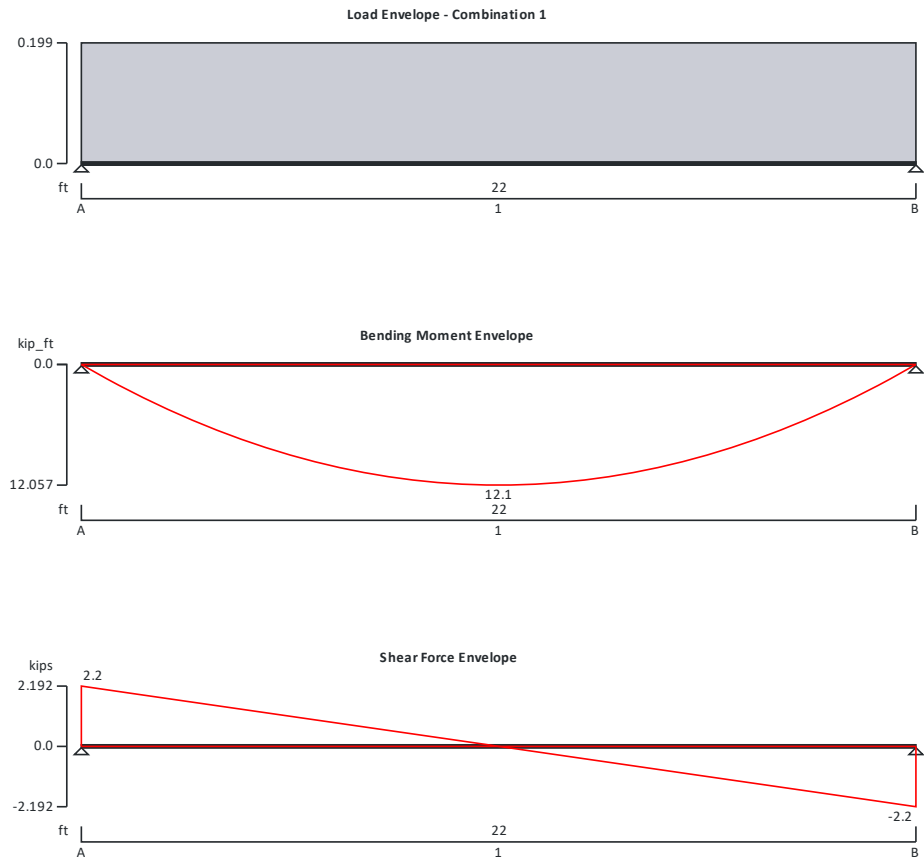 Load Envelope - Combination 1
0.199
0.0
ft
22
A
1
B
Bending Moment Envelope
kip_ft
0.0
12.057
12.1
ft
22
A
1
B
Shear Force Envelope
kips
2.2
2.192
0.0
-2.192
-2.2
ft
22
A
1
B